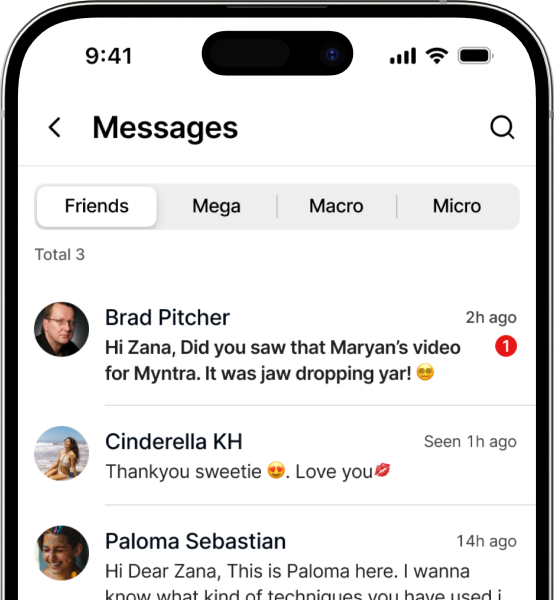 9:41
Messages
Friends Mega Macro Micro
Total 3
Brad Pitcher 2h ago
Hi Zana, Did you saw that Maryan’s video 1
for Myntra. It was jaw dropping yar! 😵‍💫
Cinderella KH Seen 1h ago
Thankyou sweetie 😍. Love you💋
Paloma Sebastian 14h ago
Hi Dear Zana, This is Paloma here. I wanna
know what kind of techniques you have used i